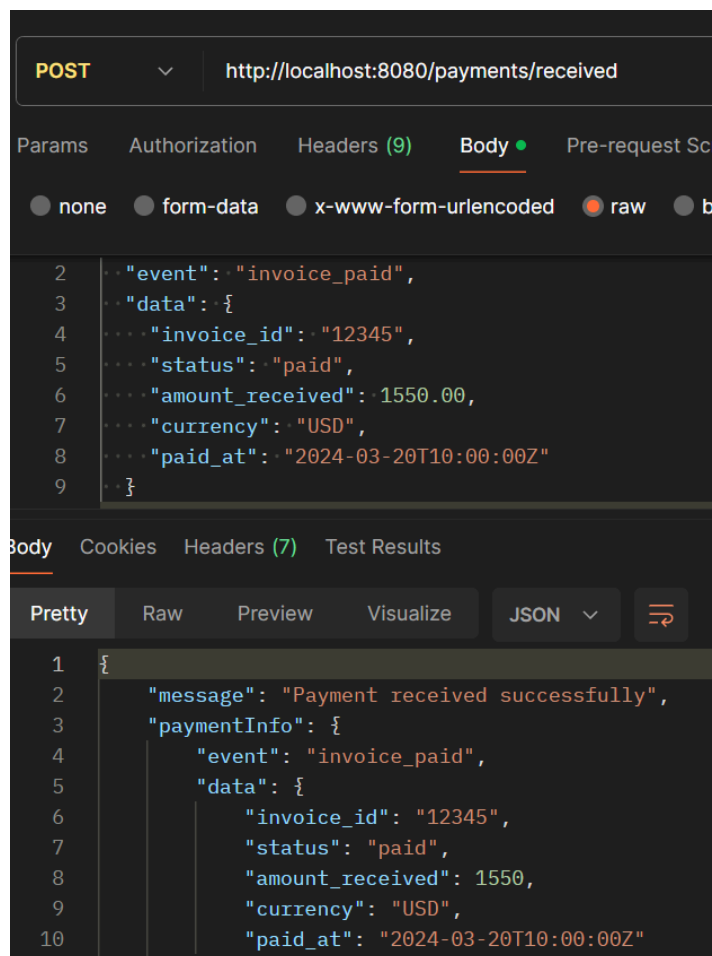 POST http://localhost:8080/payments/received
Params Authorization Headers (9) Body Pre-request Sc
none form-data x-www-form-urlencoded raw b
2 "event": "invoice_paid",
3 "data": {
4 "invoice_id": "12345",
5 "status": "paid",
6 "amount_received": 1550.00,
7 "currency": "USD",
8 "paid_at": "2024-03-20T10:00:00Z"
9 }
Body Cookies Headers (7) Test Results
Pretty Raw Preview Visualize JSON
1 {
2 "message": "Payment received successfully",
3 "paymentInfo": {
4 "event": "invoice_paid",
5 "data": {
6 "invoice_id": "12345",
7 "status": "paid",
8 "amount_received": 1550,
9 "currency": "USD",
10 "paid_at": "2024-03-20T10:00:00Z"